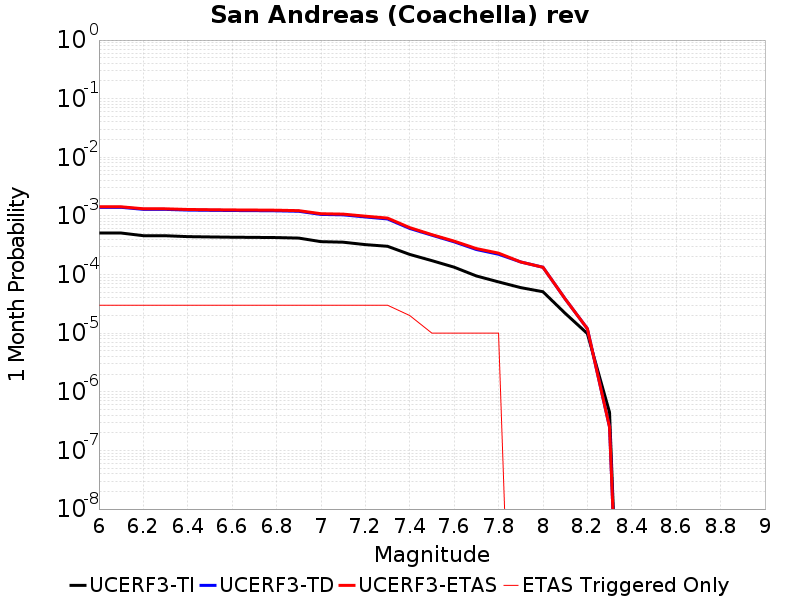 San Andreas (Coachella) rev
10^0
10^-1
10^-2
10^-3
10^-4
10^-5
10^-6
10^-7
10^-8
1 Month Probability
6 6.2 6.4 6.6 6.8 7 7.2 7.4 7.6 7.8 8 8.2 8.4 8.6 8.8 9
Magnitude
UCERF3-TI UCERF3-TD UCERF3-ETAS ETAS Triggered Only